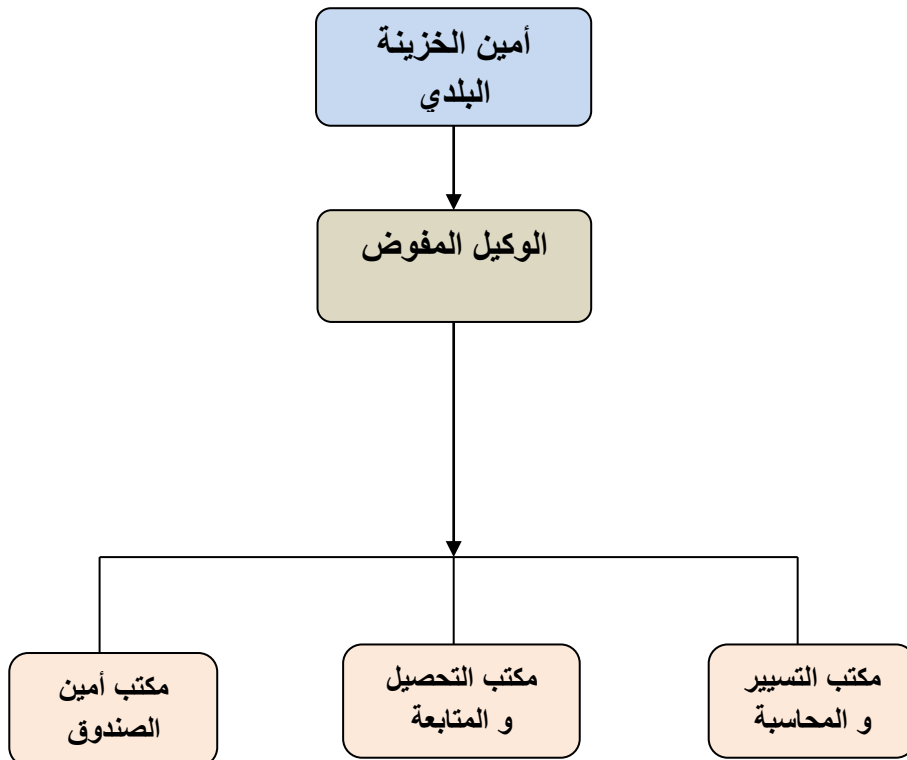 أمين الخزينة
البلدي
الوكيل المفوض
مكتب التسيير
و المحاسبة
مكتب التحصيل
و المتابعة
مكتب أمين
الصندوق